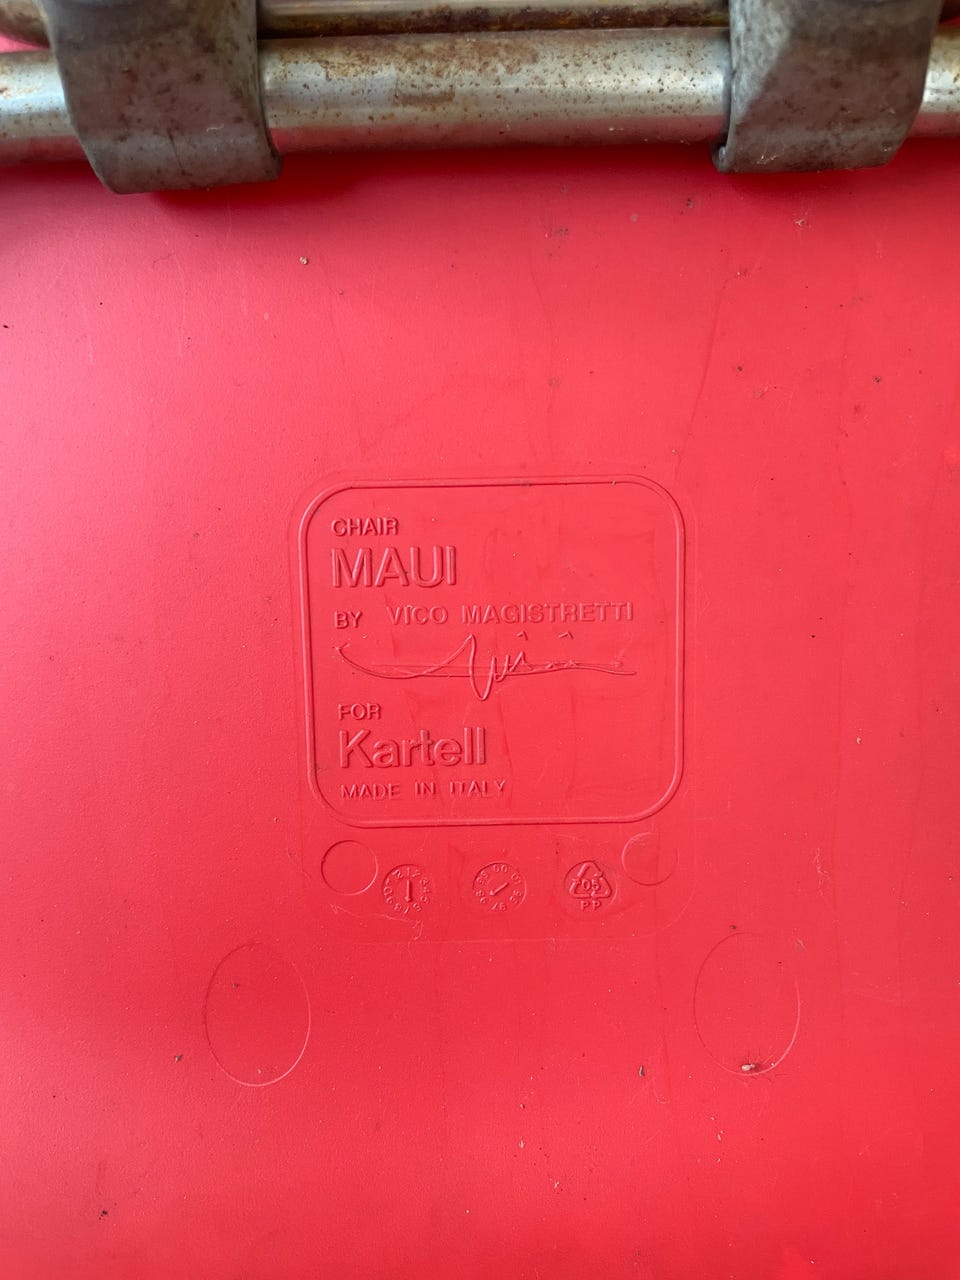 CHAIR
MAUI
BY VICO MAGISTRETTI
FOR
Kartell
MADE IN ITALY
05
PP